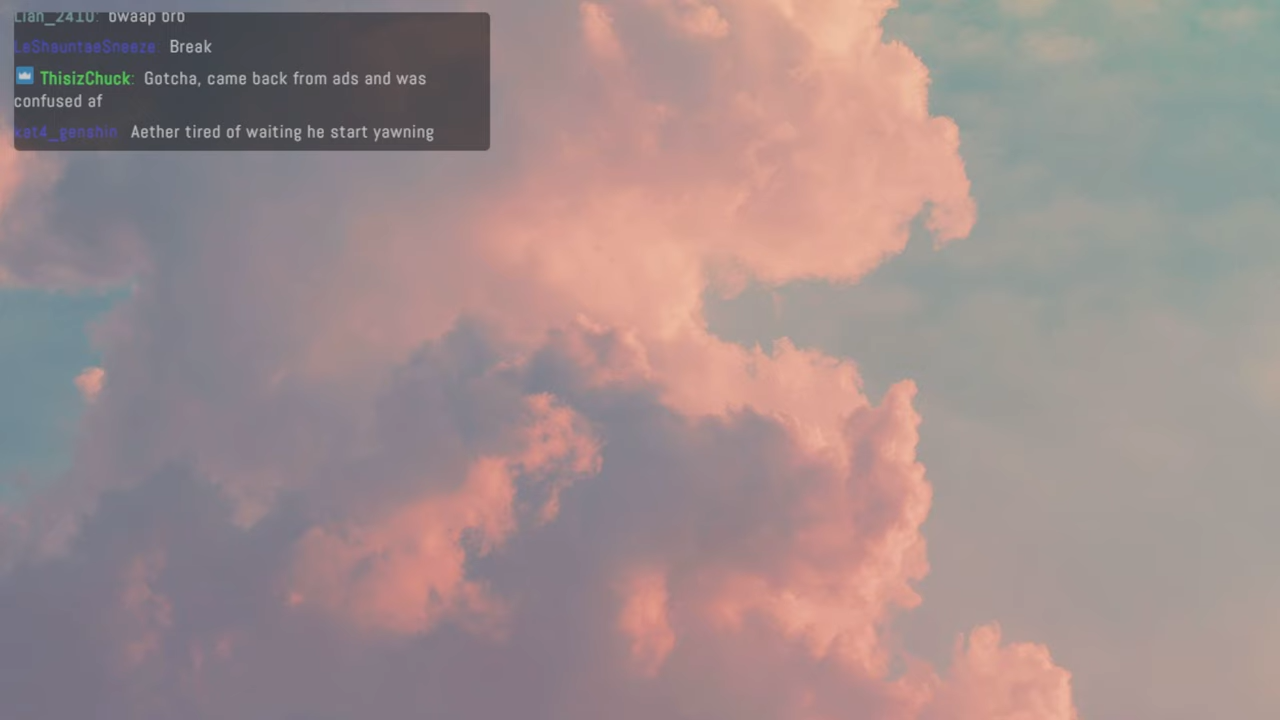 Lian_2410: bwaap bro
LaShauntaeSneeze: Break
ThisizChuck: Gotcha, came back from ads and was
confused af
kat4_genshin: Aether tired of waiting he start yawning